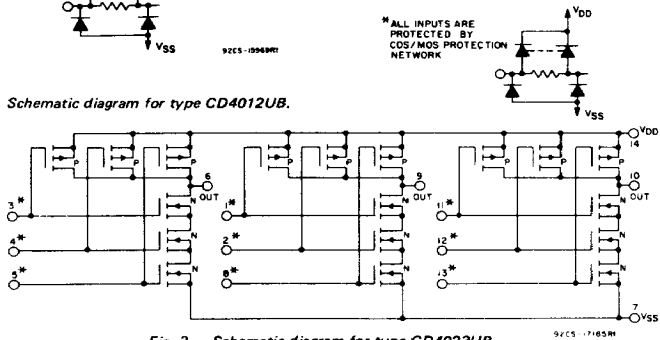 VSS
92CS-15969R1
VDD
*ALL INPUTS ARE
PROTECTED BY
COS/MOS PROTECTION
NETWORK
VSS
Schematic diagram for type CD4012UB.
VDD
14
P P P P P P P P P
6
OUT
9
OUT
10
OUT
3* 1* 11*
N N N
4* 2* 12*
N N N
5* 8* 13*
N N N
7
VSS
92CS-17165R1
Schematic diagram for type CD4023UB